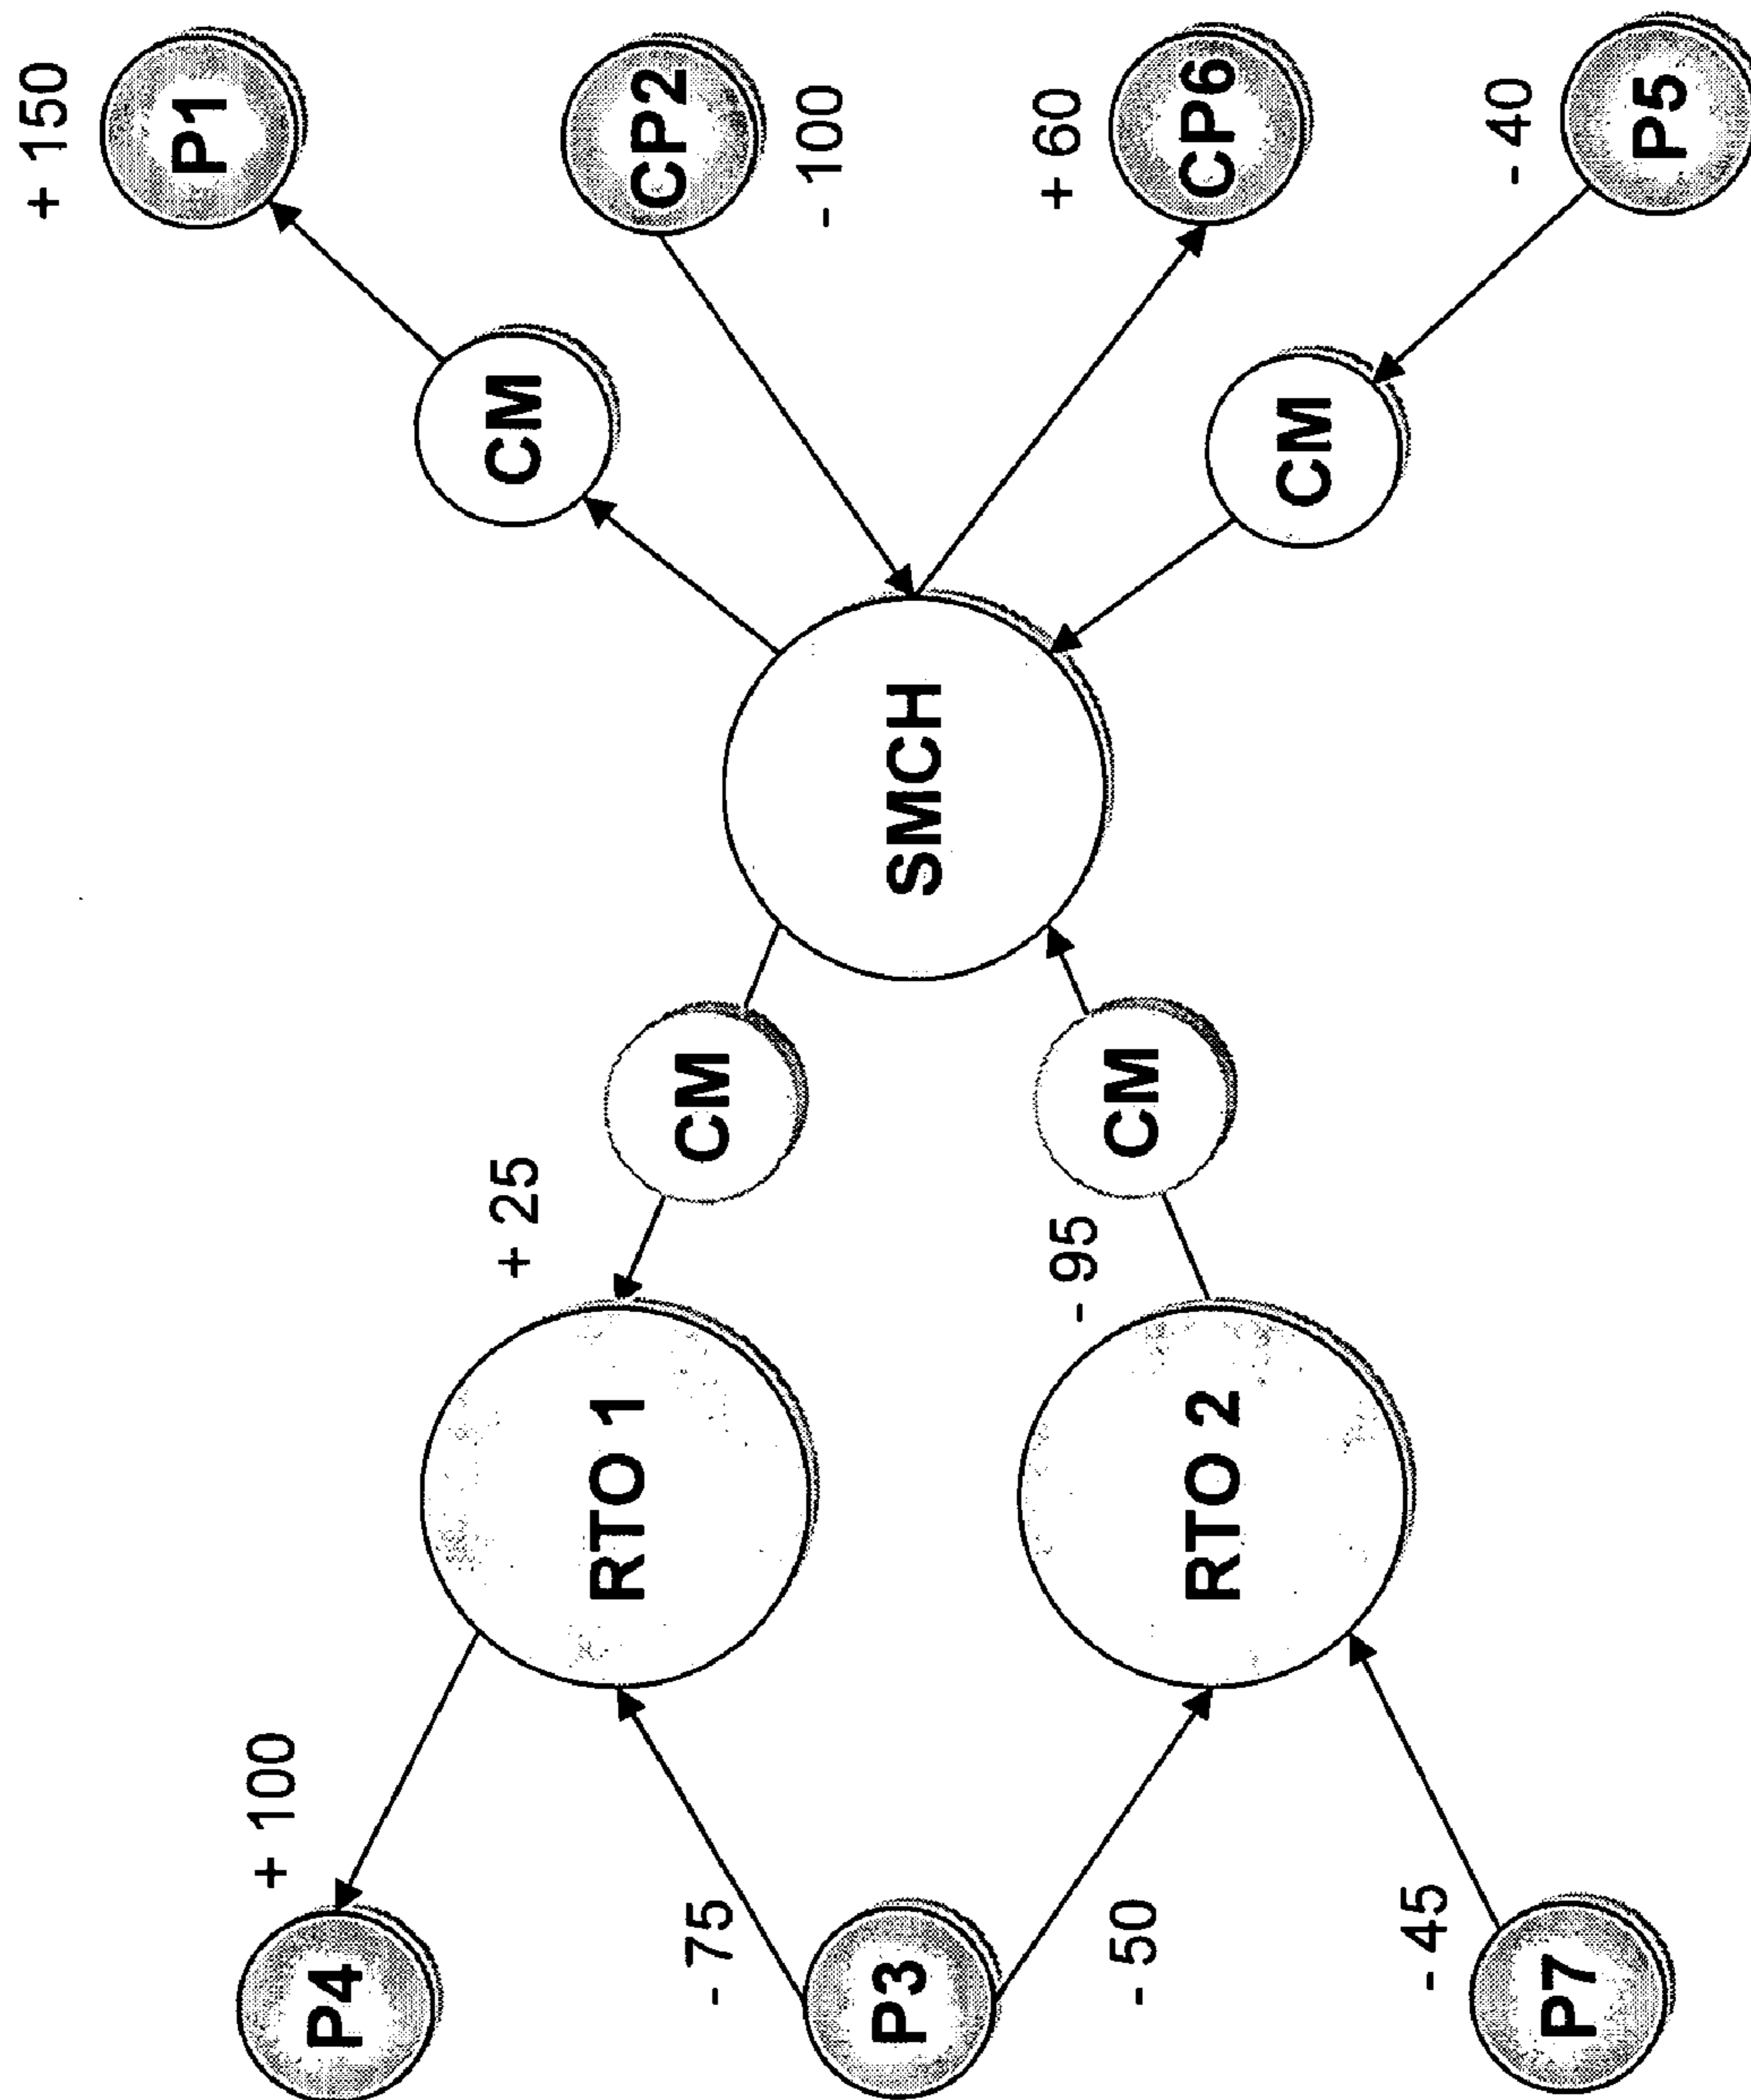 P4
+ 100
RTO 1
+ 25
CM
CM
P1
+ 150
- 75
P3
- 50
SMCH
CP2
- 100
+ 60
CP6
- 45
P7
RTO 2
- 95
CM
CM
- 40
P5